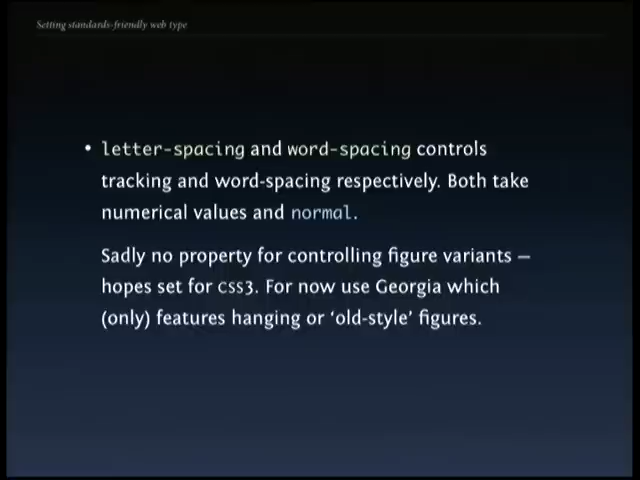 Setting standards-friendly web type
• letter-spacing and word-spacing controls
tracking and word-spacing respectively. Both take
numerical values and normal.
Sadly no property for controlling figure variants —
hopes set for CSS3. For now use Georgia which
(only) features hanging or ‘old-style’ figures.